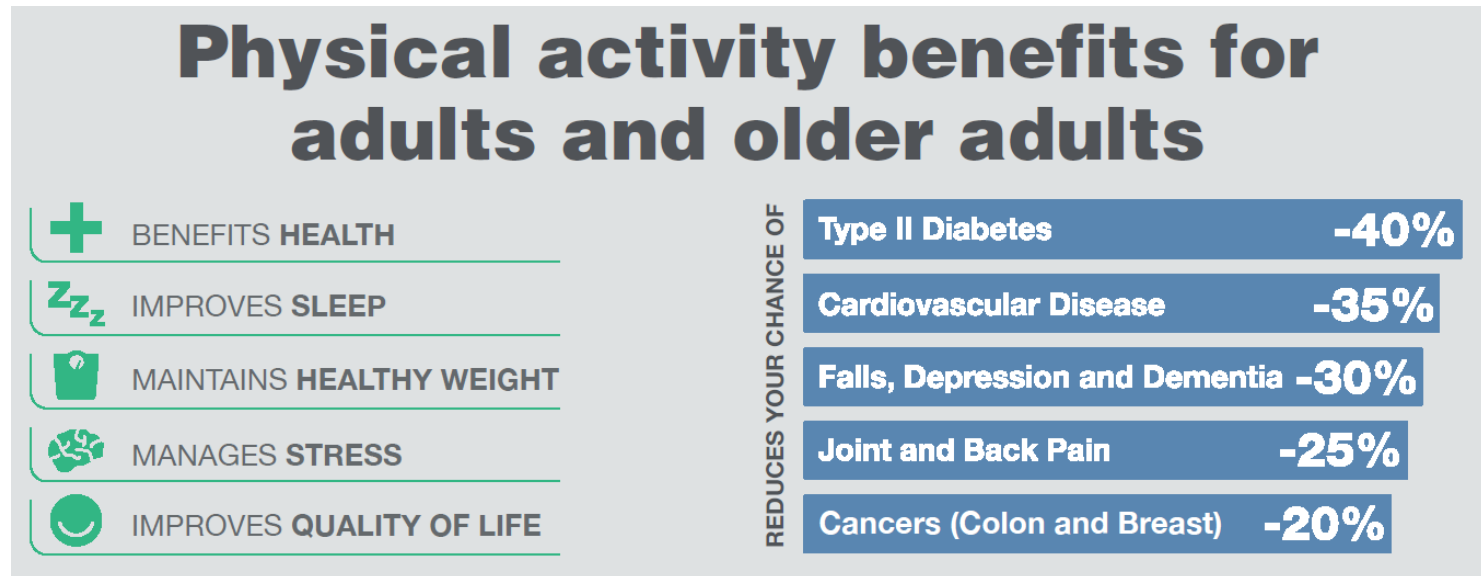 Physical activity benefits for
adults and older adults
BENEFITS HEALTH
zzz IMPROVES SLEEP
MAINTAINS HEALTHY WEIGHT
MANAGES STRESS
IMPROVES QUALITY OF LIFE
REDUCES YOUR CHANCE OF
Type II Diabetes -40%
Cardiovascular Disease -35%
Falls, Depression and Dementia -30%
Joint and Back Pain -25%
Cancers (Colon and Breast) -20%